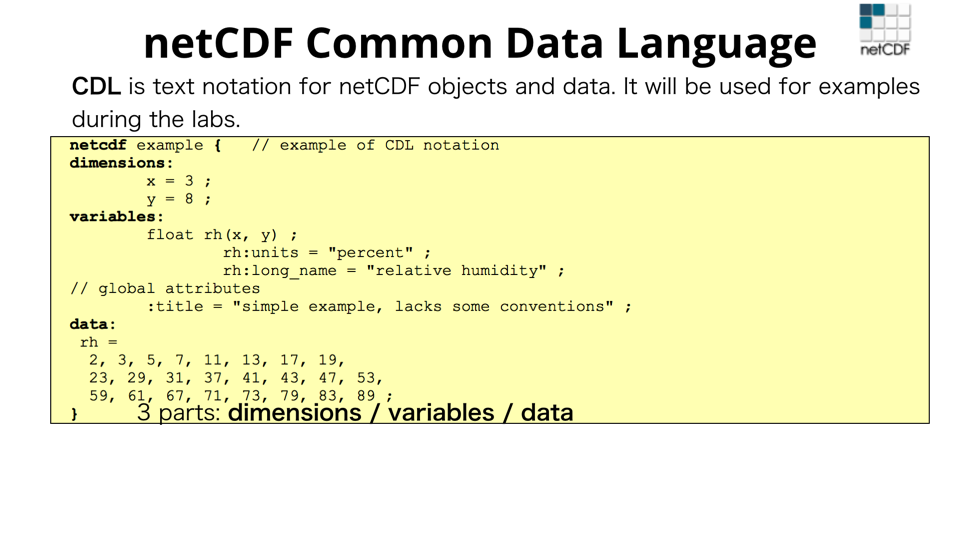 netCDF Common Data Language
netCDF
CDL is text notation for netCDF objects and data. It will be used for examples
during the labs.
netcdf example {   // example of CDL notation
dimensions:
        x = 3 ;
        y = 8 ;
variables:
        float rh(x, y) ;
                rh:units = "percent" ;
                rh:long_name = "relative humidity" ;
// global attributes
        :title = "simple example, lacks some conventions" ;
data:
 rh =
  2, 3, 5, 7, 11, 13, 17, 19,
  23, 29, 31, 37, 41, 43, 47, 53,
  59, 61, 67, 71, 73, 79, 83, 89 ;
}
3 parts: dimensions / variables / data